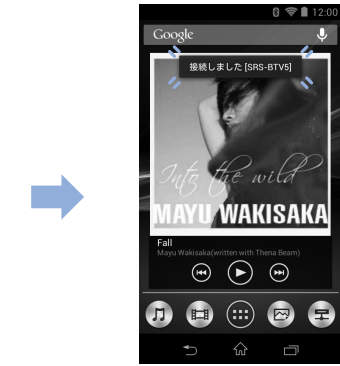 12:00
Google
接続しました [SRS-BTV5]
Into the wild
MAYU WAKISAKA
Fall
Mayu Wakisaka(written with Thena Beam)